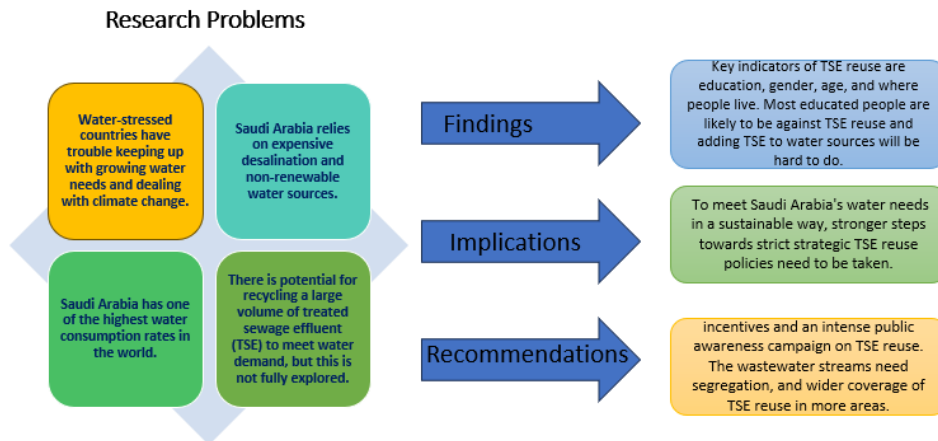 Research Problems
Water-stressed
countries have
trouble keeping up
with growing water
needs and dealing
with climate change.
Saudi Arabia relies
on expensive
desalination and
non-renewable
water sources.
Saudi Arabia has one
of the highest water
consumption rates in
the world.
There is potential for
recycling a large
volume of treated
sewage effluent
(TSE) to meet water
demand, but this is
not fully explored.
Findings
Key indicators of TSE reuse are
education, gender, age, and where
people live. Most educated people are
likely to be against TSE reuse and
adding TSE to water sources will be
hard to do.
Implications
To meet Saudi Arabia's water needs
in a sustainable way, stronger steps
towards strict strategic TSE reuse
policies need to be taken.
Recommendations
incentives and an intense public
awareness campaign on TSE reuse.
The wastewater streams need
segregation, and wider coverage of
TSE reuse in more areas.